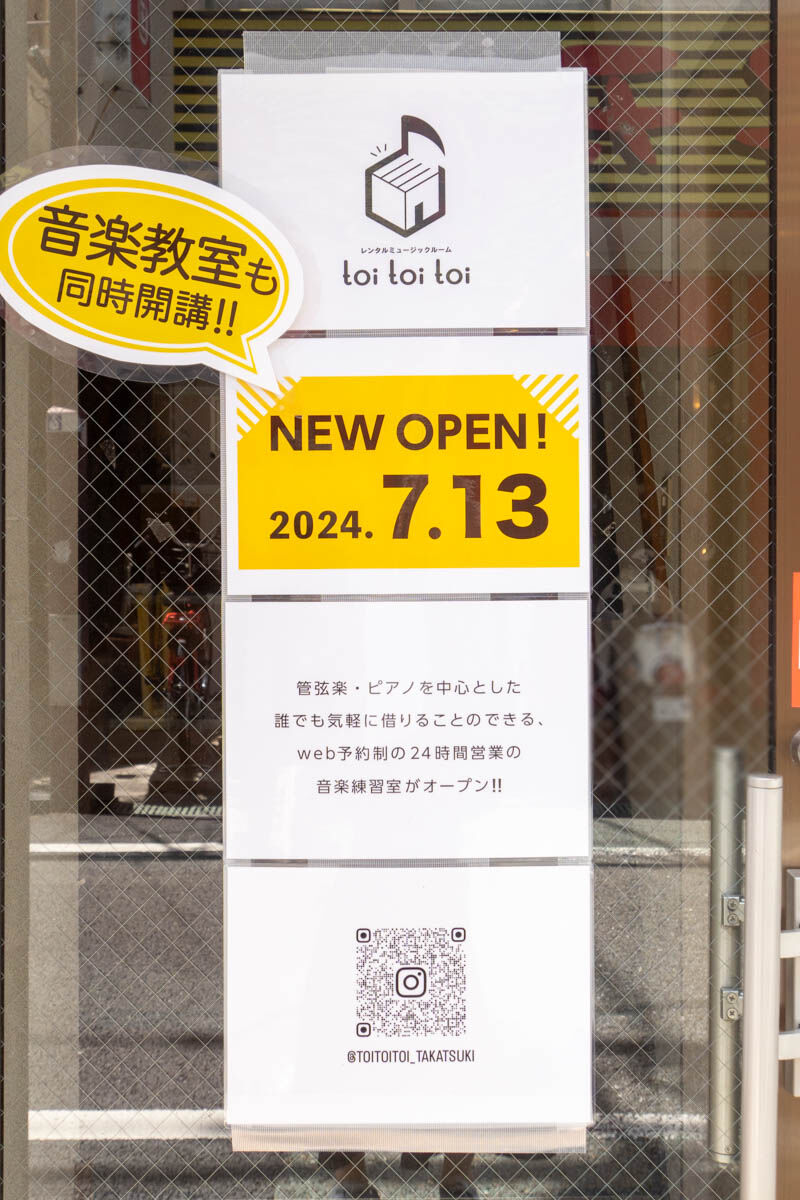 レンタルミュージックルーム
toi toi toi
音楽教室も
同時開講!!
NEW OPEN!
2024. 7.13
管弦楽・ピアノを中心とした
誰でも気軽に借りることのできる、
web予約制の24時間営業の
音楽練習室がオープン!!
@TOITOITOI_TAKATSUKI